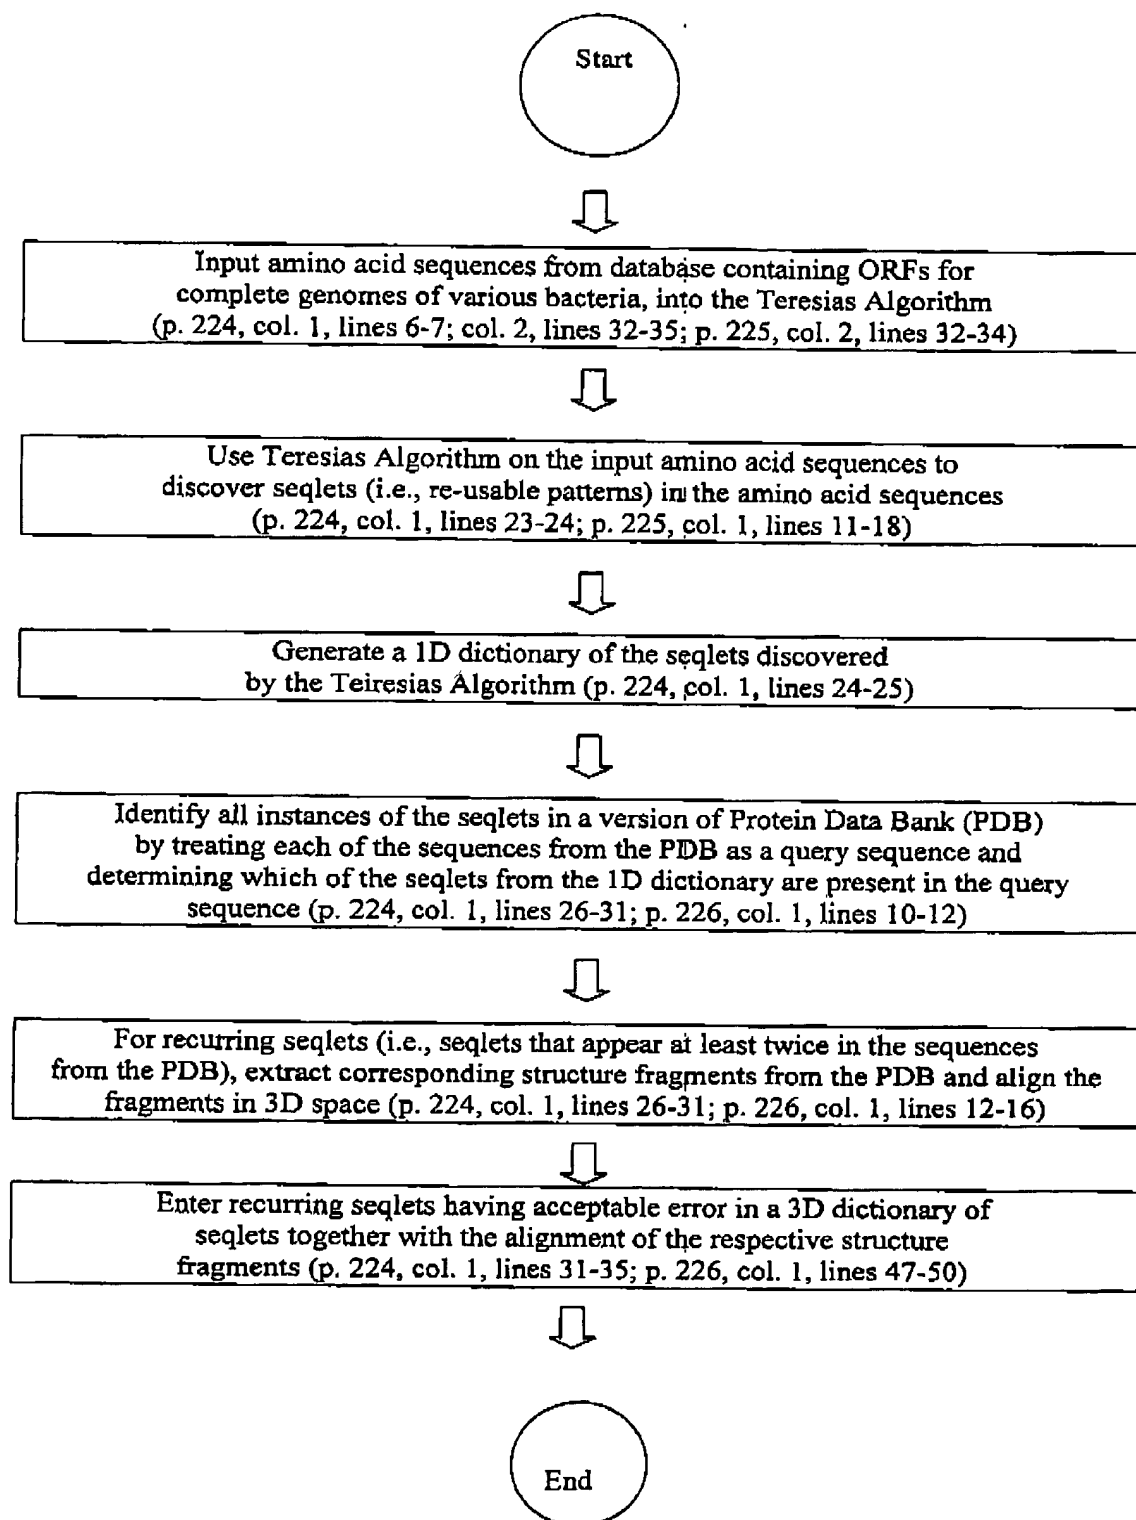 Start
Input amino acid sequences from database containing ORFs for
complete genomes of various bacteria, into the Teresias Algorithm
(p. 224, col. 1, lines 6-7; col. 2, lines 32-35; p. 225, col. 2, lines 32-34)
Use Teresias Algorithm on the input amino acid sequences to
discover seqlets (i.e., re-usable patterns) in the amino acid sequences
(p. 224, col. 1, lines 23-24; p. 225, col. 1, lines 11-18)
Generate a 1D dictionary of the seqlets discovered
by the Teiresias Algorithm (p. 224, col. 1, lines 24-25)
Identify all instances of the seqlets in a version of Protein Data Bank (PDB)
by treating each of the sequences from the PDB as a query sequence and
determining which of the seqlets from the 1D dictionary are present in the query
sequence (p. 224, col. 1, lines 26-31; p. 226, col. 1, lines 10-12)
For recurring seqlets (i.e., seqlets that appear at least twice in the sequences
from the PDB), extract corresponding structure fragments from the PDB and align the
fragments in 3D space (p. 224, col. 1, lines 26-31; p. 226, col. 1, lines 12-16)
Enter recurring seqlets having acceptable error in a 3D dictionary of
seqlets together with the alignment of the respective structure
fragments (p. 224, col. 1, lines 31-35; p. 226, col. 1, lines 47-50)
End